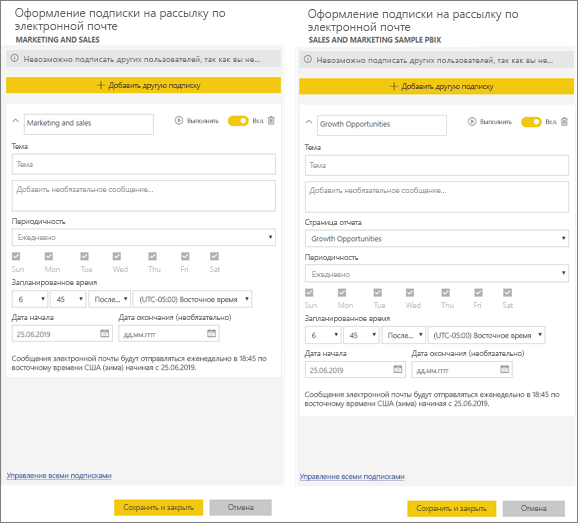 Оформление подписки на рассылку по
электронной почте
MARKETING AND SALES
Невозможно подписать других пользователей, так как вы не...
Добавить другую подписку
Marketing and sales
Выполнить
Вкл.
Тема
Тема
Добавить необязательное сообщение...
Периодичность
Ежедневно
Sun Mon Tue Wed Thu Fri Sat
Запланированное время
6 45 После... (UTC-05:00) Восточное время
Дата начала Дата окончания (необязательно)
25.06.2019 дд.мм.гггг
Сообщения электронной почты будут отправляться еженедельно в 18:45 по
восточному времени США (зима) начиная с 25.06.2019.
Управление всеми подписками
Сохранить и закрыть Отмена
Оформление подписки на рассылку по
электронной почте
SALES AND MARKETING SAMPLE PBIX
Невозможно подписать других пользователей, так как вы не...
Добавить другую подписку
Growth Opportunities
Выполнить
Вкл.
Тема
Тема
Добавить необязательное сообщение...
Страница отчета
Growth Opportunities
Периодичность
Ежедневно
Sun Mon Tue Wed Thu Fri Sat
Запланированное время
6 45 После... (UTC-05:00) Восточное время
Дата начала Дата окончания (необязательно)
25.06.2019 дд.мм.гггг
Сообщения электронной почты будут отправляться еженедельно в 18:45 по
восточному времени США (зима) начиная с 25.06.2019.
Управление всеми подписками
Сохранить и закрыть Отмена